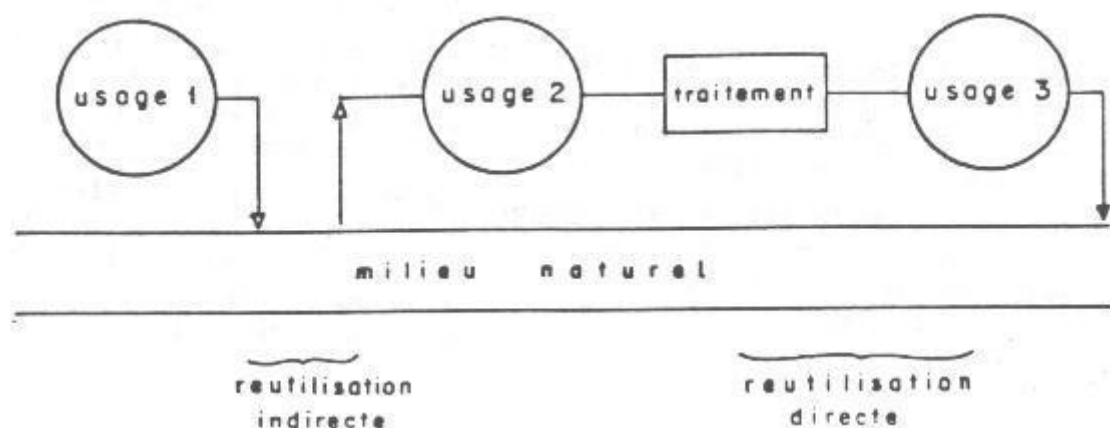 usage 1
usage 2
traitement
usage 3
milieu naturel
reutilisation
indirecte
reutilisation
directe